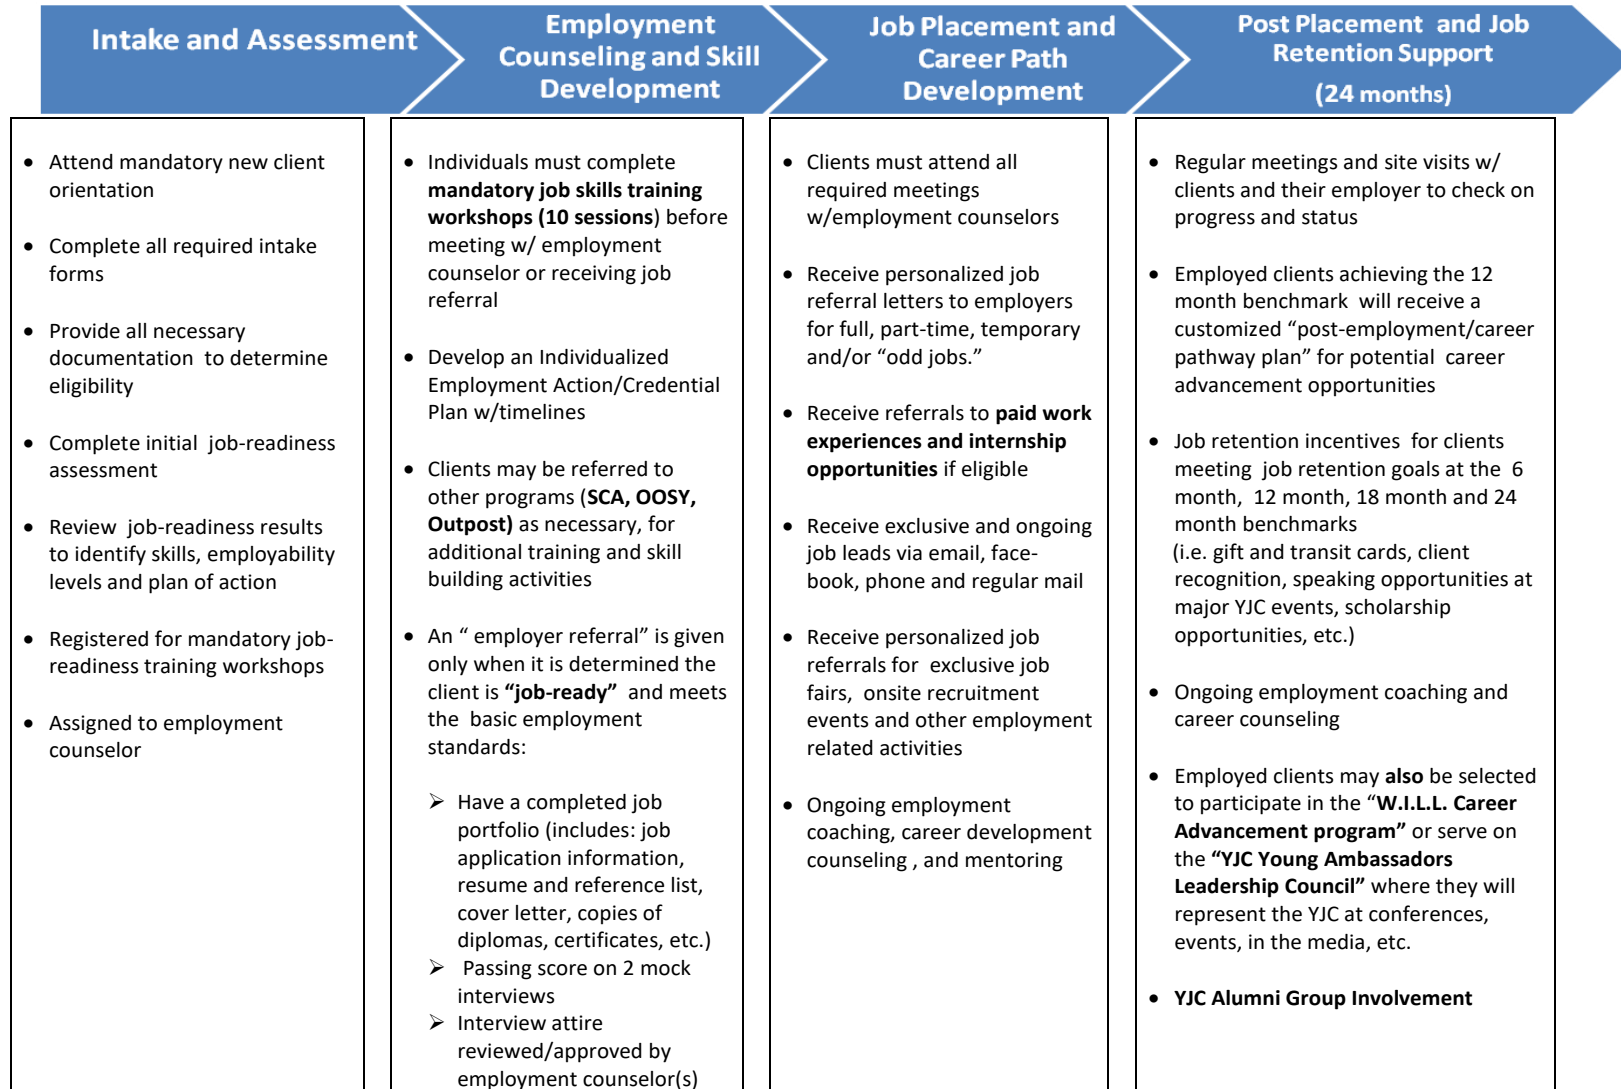 Intake and Assessment
Employment
Counseling and Skill
Development
Job Placement and
Career Path
Development
Post Placement and Job
Retention Support
(24 months)
• Attend mandatory new client
orientation
• Complete all required intake
forms
• Provide all necessary
documentation to determine
eligibility
• Complete initial job-readiness
assessment
• Review job-readiness results
to identify skills, employability
levels and plan of action
• Registered for mandatory job-
readiness training workshops
• Assigned to employment
counselor
• Individuals must complete
mandatory job skills training
workshops (10 sessions) before
meeting w/ employment
counselor or receiving job
referral
• Develop an Individualized
Employment Action/Credential
Plan w/timelines
• Clients may be referred to
other programs (SCA, OOSY,
Outpost) as necessary, for
additional training and skill
building activities
• An “ employer referral” is given
only when it is determined the
client is “job-ready” and meets
the basic employment
standards:
➢ Have a completed job
portfolio (includes: job
application information,
resume and reference list,
cover letter, copies of
diplomas, certificates, etc.)
➢ Passing score on 2 mock
interviews
➢ Interview attire
reviewed/approved by
employment counselor(s)
• Clients must attend all
required meetings
w/employment counselors
• Receive personalized job
referral letters to employers
for full, part-time, temporary
and/or “odd jobs.”
• Receive referrals to paid work
experiences and internship
opportunities if eligible
• Receive exclusive and ongoing
job leads via email, face-
book, phone and regular mail
• Receive personalized job
referrals for exclusive job
fairs, onsite recruitment
events and other employment
related activities
• Ongoing employment
coaching, career development
counseling , and mentoring
• Regular meetings and site visits w/
clients and their employer to check on
progress and status
• Employed clients achieving the 12
month benchmark will receive a
customized “post-employment/career
pathway plan” for potential career
advancement opportunities
• Job retention incentives for clients
meeting job retention goals at the 6
month, 12 month, 18 month and 24
month benchmarks
(i.e. gift and transit cards, client
recognition, speaking opportunities at
major YJC events, scholarship
opportunities, etc.)
• Ongoing employment coaching and
career counseling
• Employed clients may also be selected
to participate in the “W.I.L.L. Career
Advancement program” or serve on
the “YJC Young Ambassadors
Leadership Council” where they will
represent the YJC at conferences,
events, in the media, etc.
• YJC Alumni Group Involvement